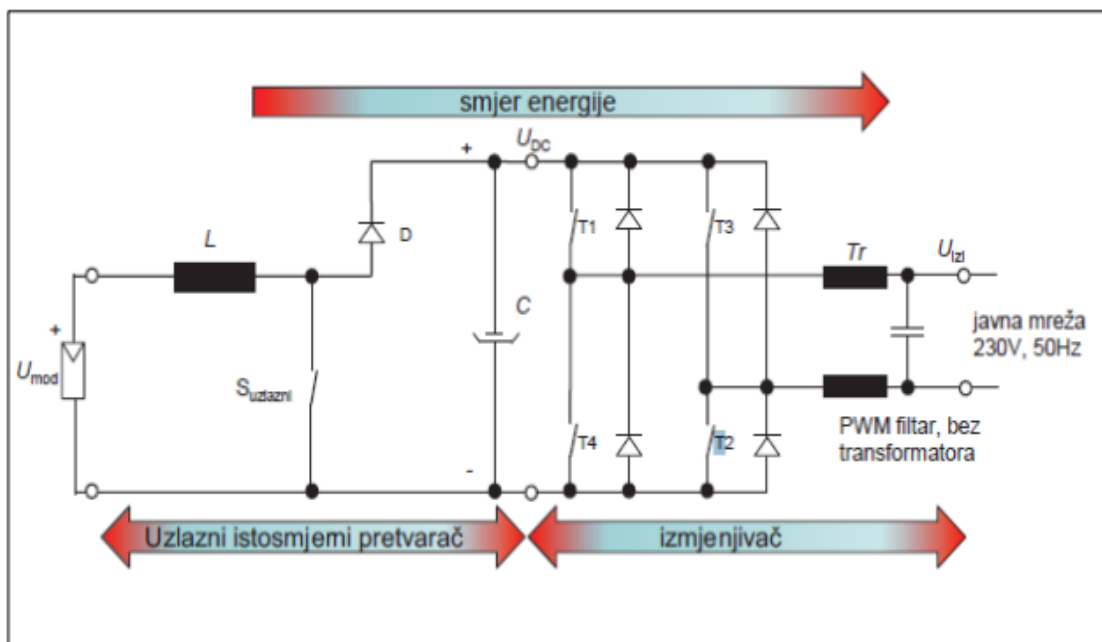 smjer energije
+
U_DC
T1
T3
D
L
Tr
U_Izl
C
+
U_mod
S_uzlazni
javna mreža
230V, 50Hz
T4
T2
-
PWM filtar, bez
transformatora
Uzlazni istosmjerni pretvarač
izmjenjivač